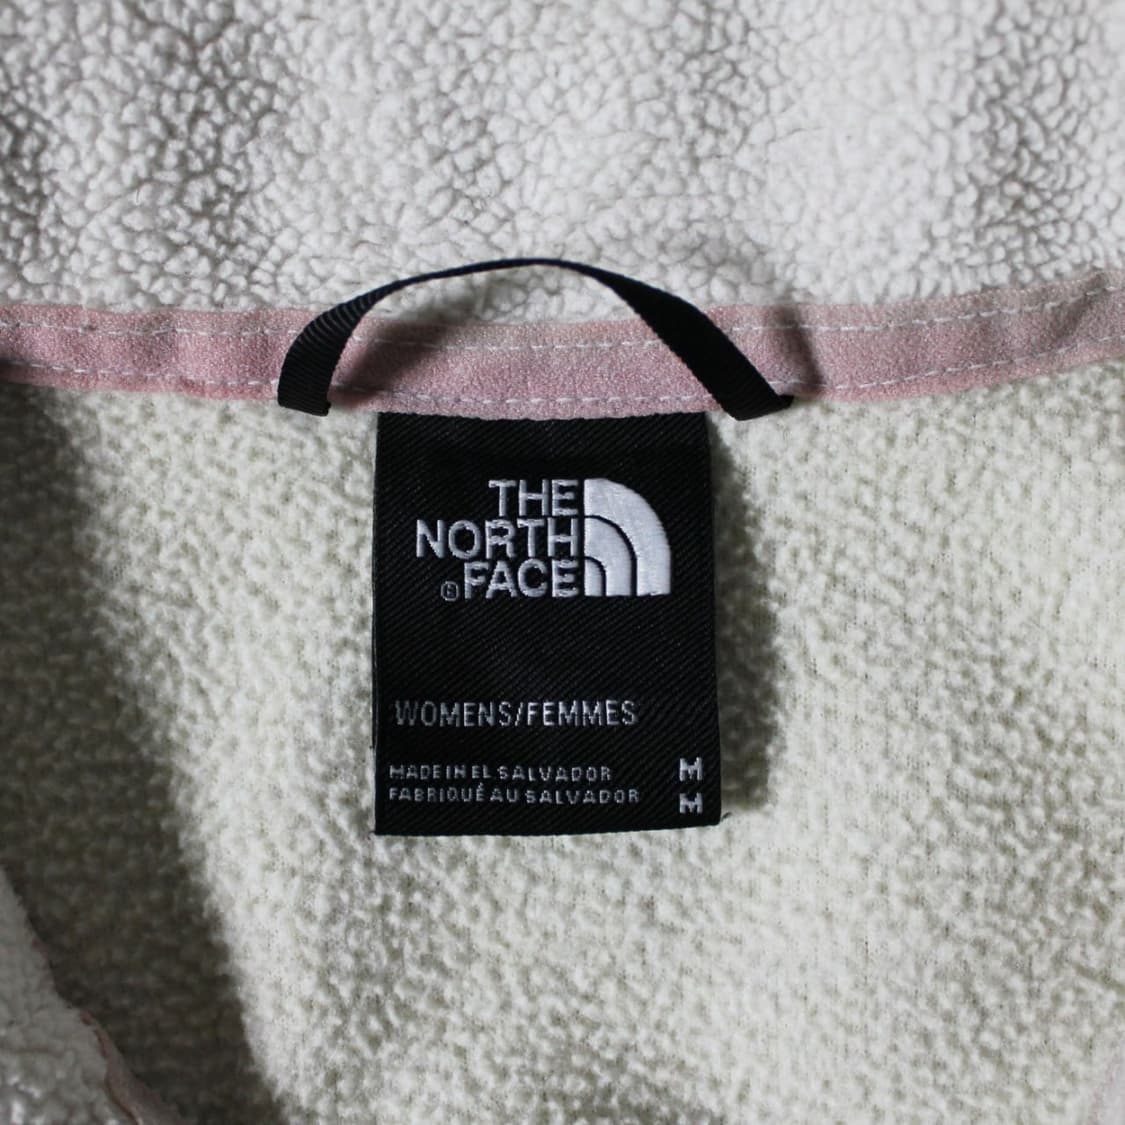 THE
NORTH
®FACE
WOMENS/FEMMES
MADE IN EL SALVADOR M
FABRIQUÉ AU SALVADOR M